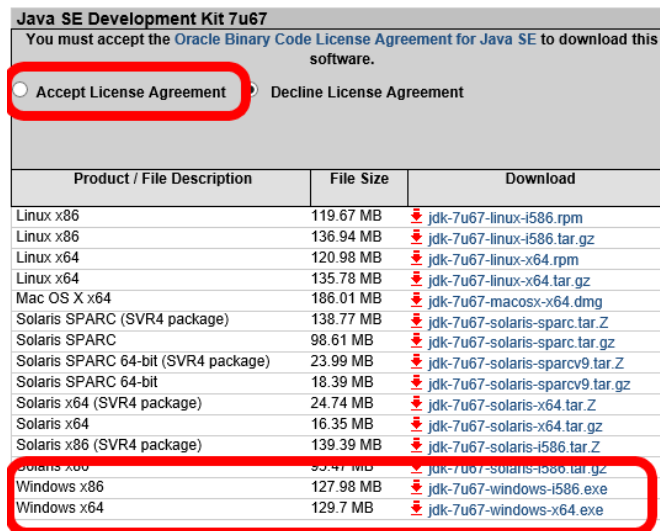 Java SE Development Kit 7u67
You must accept the Oracle Binary Code License Agreement for Java SE to download this
software.
Accept License Agreement Decline License Agreement
Product / File Description File Size Download
Linux x86 119.67 MB jdk-7u67-linux-i586.rpm
Linux x86 136.94 MB jdk-7u67-linux-i586.tar.gz
Linux x64 120.98 MB jdk-7u67-linux-x64.rpm
Linux x64 135.78 MB jdk-7u67-linux-x64.tar.gz
Mac OS X x64 186.01 MB jdk-7u67-macosx-x64.dmg
Solaris SPARC (SVR4 package) 138.77 MB jdk-7u67-solaris-sparc.tar.Z
Solaris SPARC 98.61 MB jdk-7u67-solaris-sparc.tar.gz
Solaris SPARC 64-bit (SVR4 package) 23.99 MB jdk-7u67-solaris-sparcv9.tar.Z
Solaris SPARC 64-bit 18.39 MB jdk-7u67-solaris-sparcv9.tar.gz
Solaris x64 (SVR4 package) 24.74 MB jdk-7u67-solaris-x64.tar.Z
Solaris x64 16.35 MB jdk-7u67-solaris-x64.tar.gz
Solaris x86 (SVR4 package) 139.39 MB jdk-7u67-solaris-i586.tar.Z
Solaris x86 95.47 MB jdk-7u67-solaris-i586.tar.gz
Windows x86 127.98 MB jdk-7u67-windows-i586.exe
Windows x64 129.7 MB jdk-7u67-windows-x64.exe